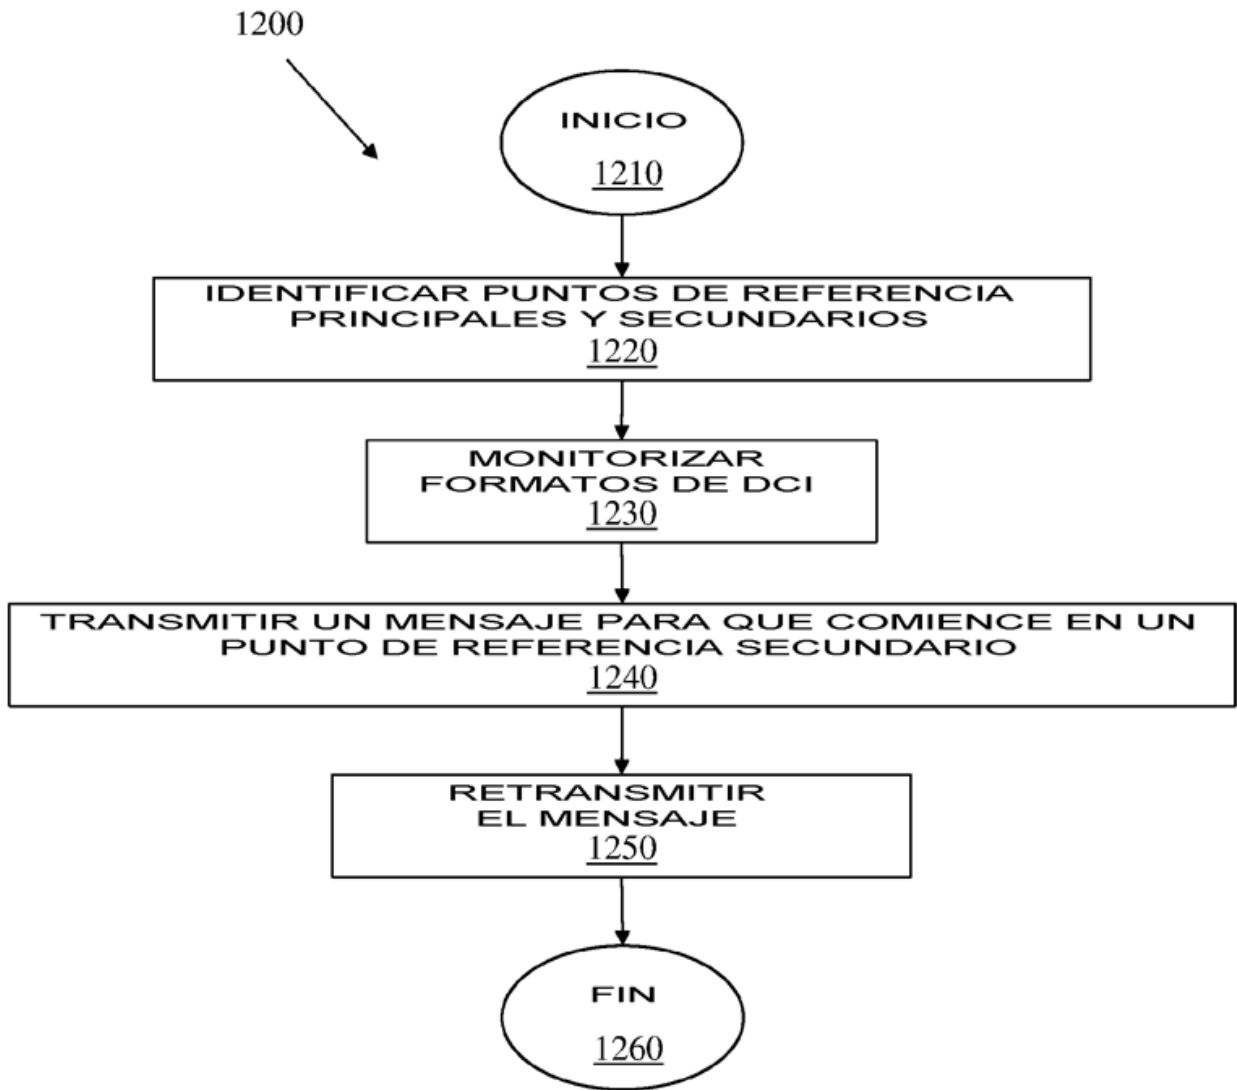 1200
INICIO
1210
IDENTIFICAR PUNTOS DE REFERENCIA
PRINCIPALES Y SECUNDARIOS
1220
MONITORIZAR
FORMATOS DE DCI
1230
TRANSMITIR UN MENSAJE PARA QUE COMIENCE EN UN
PUNTO DE REFERENCIA SECUNDARIO
1240
RETRANSMITIR
EL MENSAJE
1250
FIN
1260